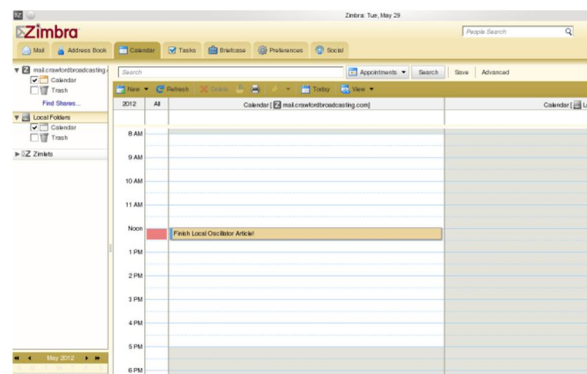 Zimbra: Tue, May 29
Zimbra
People Search
Mail Address Book Calendar Tasks Briefcase Preferences Social
mail.crawfordbroadcasting.
Calendar
Trash
Find Shares...
Local Folders
Calendar
Trash
Zimlets
Search Appointments Search Save Advanced
New Refresh Delete Today View
2012 All Calendar [ mail.crawfordbroadcasting.com] Calendar [
8 AM
9 AM
10 AM
11 AM
Noon Finish Local Oscillator Article!
1 PM
2 PM
3 PM
4 PM
5 PM
6 PM
May 2012